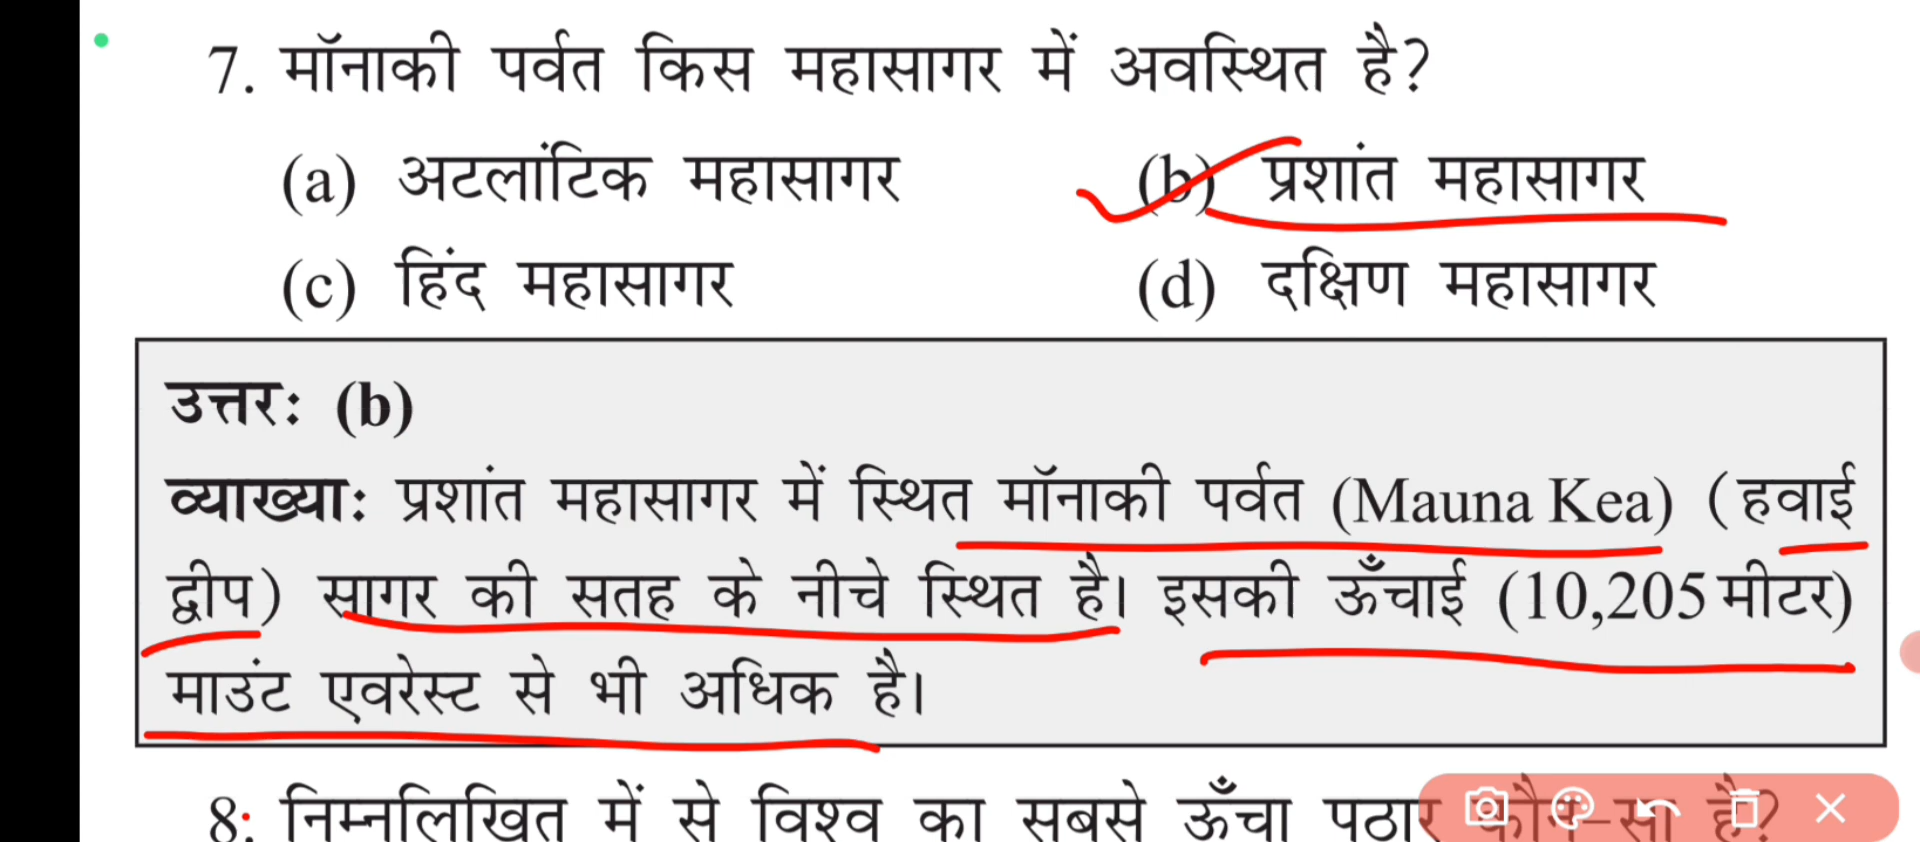 7. मॉनाकी पर्वत किस महासागर में अवस्थित है?
(a) अटलांटिक महासागर (b) प्रशांत महासागर
(c) हिंद महासागर (d) दक्षिण महासागर
उत्तरः (b)
व्याख्याः प्रशांत महासागर में स्थित मॉनाकी पर्वत (Mauna Kea) (हवाई
द्वीप) सागर की सतह के नीचे स्थित है। इसकी ऊँचाई (10,205 मीटर)
माउंट एवरेस्ट से भी अधिक है।
8. निम्नलिखित में से विश्व का सबसे ऊँचा पठार कौन-सा है?